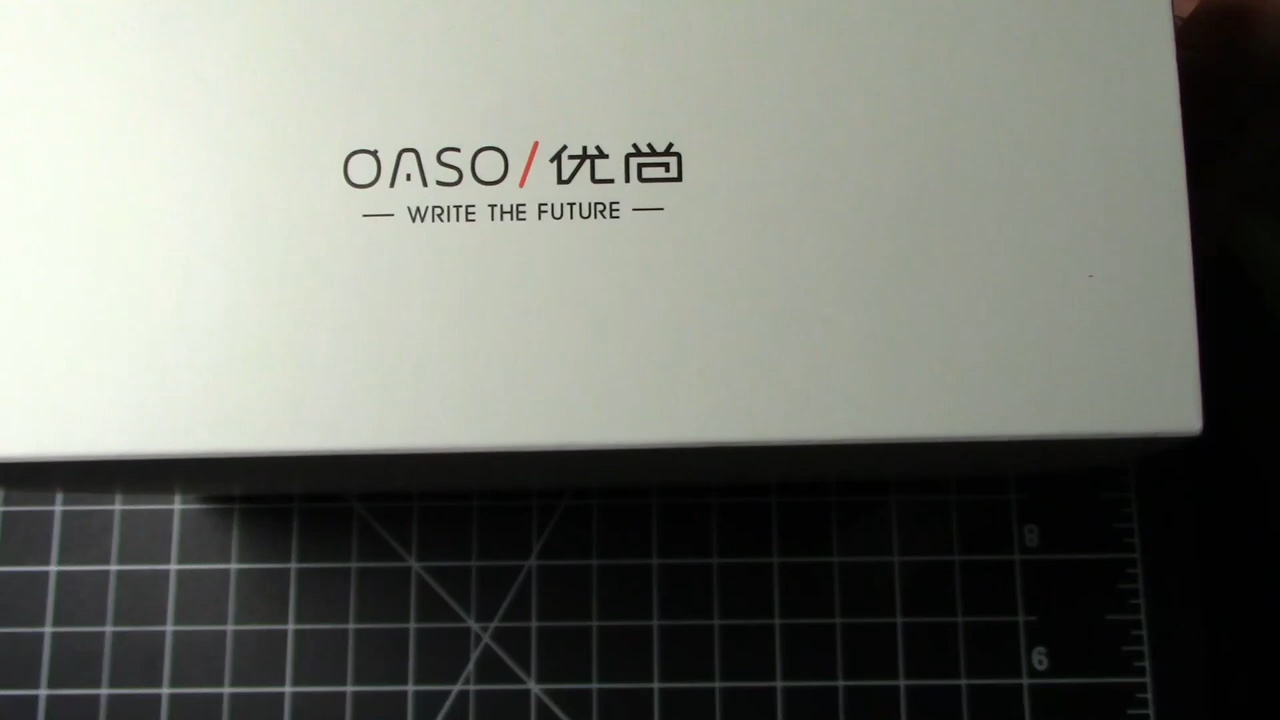 OASO/优尚
— WRITE THE FUTURE —
8
6